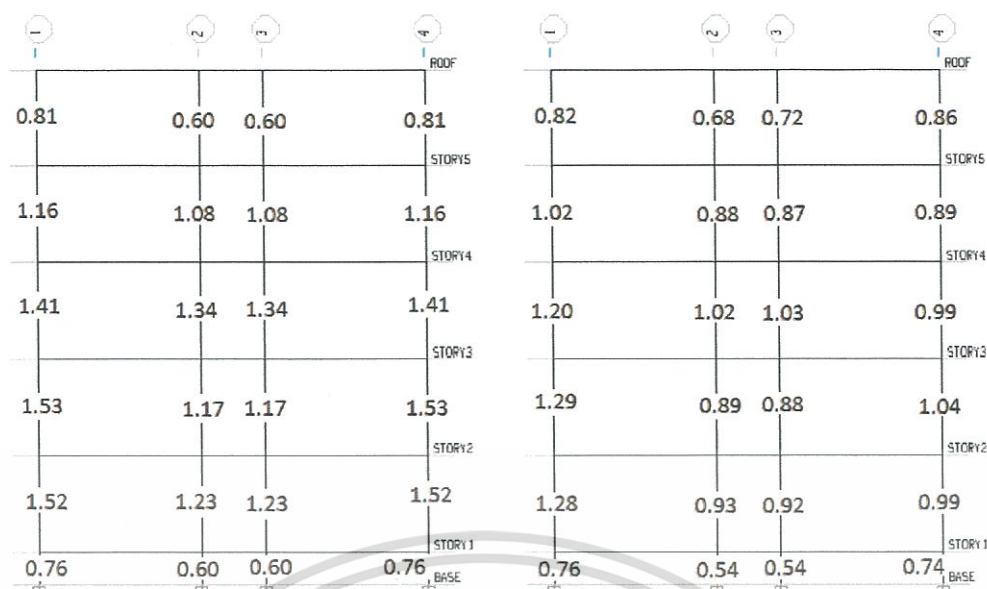 1 2 3 4 1 2 3 4
ROOF ROOF
0.81 0.60 0.60 0.81 0.82 0.68 0.72 0.86
STORY5 STORY5
1.16 1.08 1.08 1.16 1.02 0.88 0.87 0.89
STORY4 STORY4
1.41 1.34 1.34 1.41 1.20 1.02 1.03 0.99
STORY3 STORY3
1.53 1.17 1.17 1.53 1.29 0.89 0.88 1.04
STORY2 STORY2
1.52 1.23 1.23 1.52 1.28 0.93 0.92 0.99
STORY1 STORY1
0.76 0.60 0.60 0.76 0.76 0.54 0.54 0.74
BASE BASE